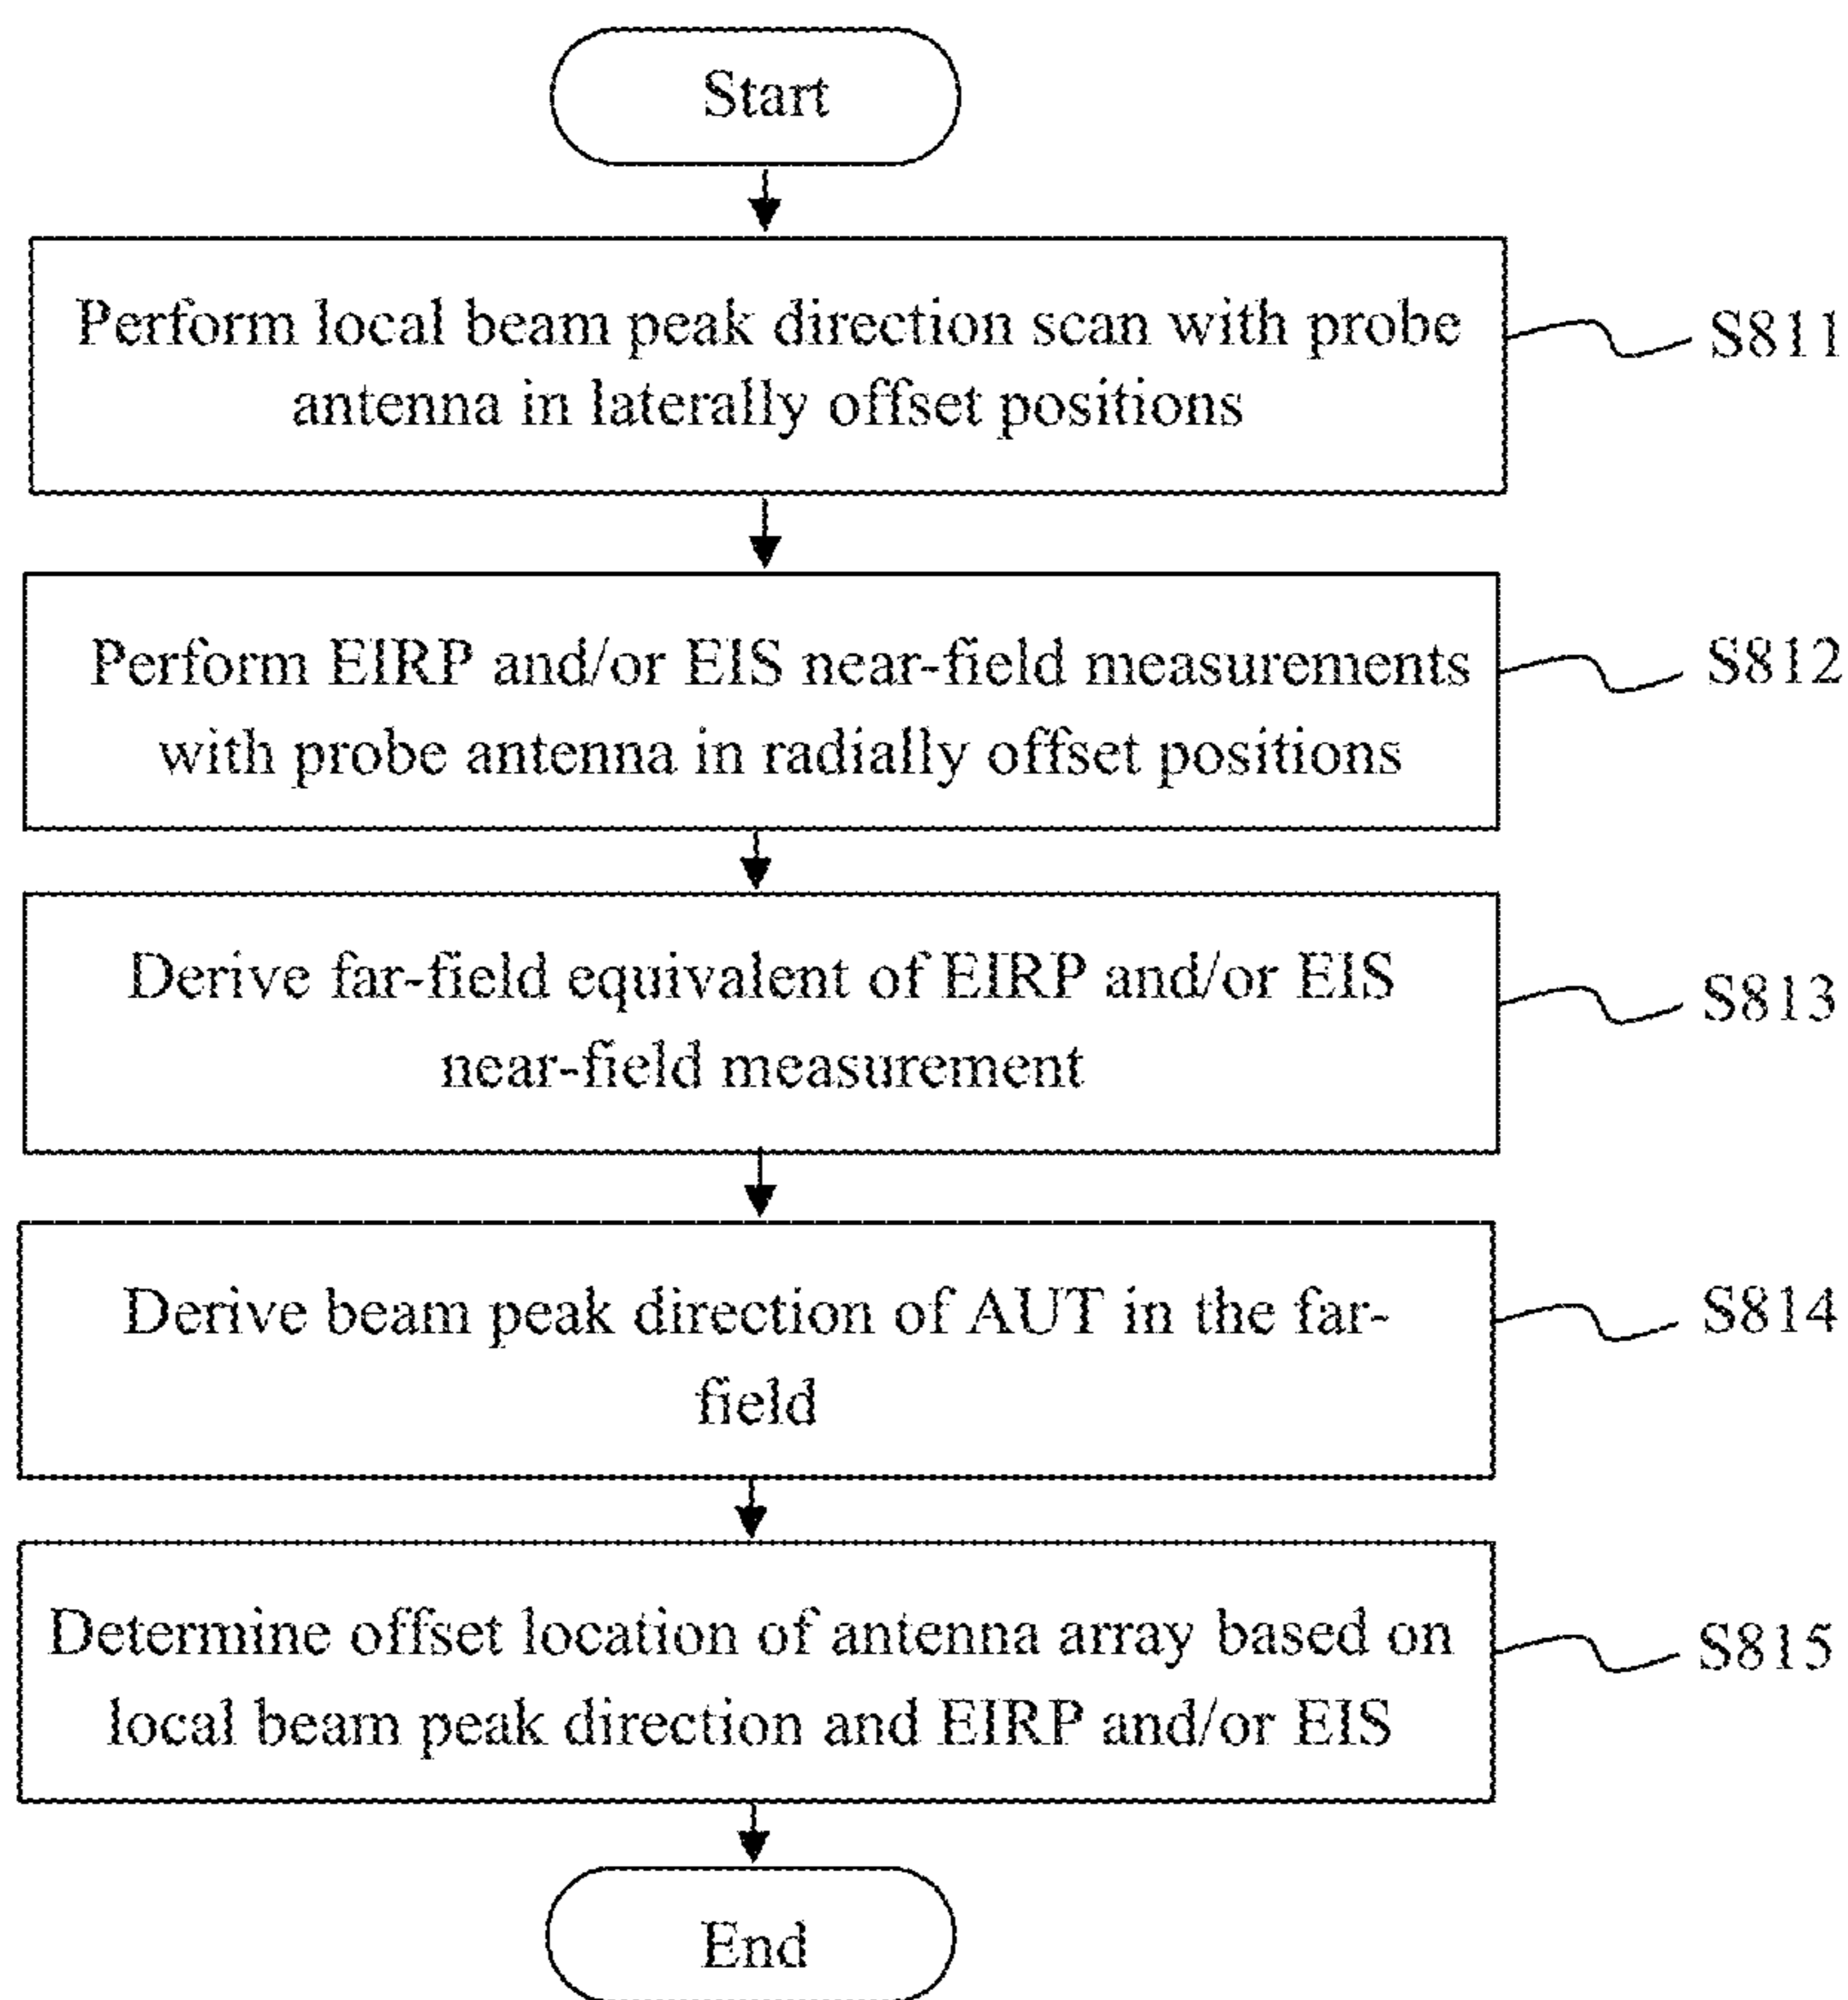 Start
Perform local beam peak direction scan with probe
antenna in laterally offset positions
S811
Perform EIRP and/or EIS near-field measurements
with probe antenna in radially offset positions
S812
Derive far-field equivalent of EIRP and/or EIS
near-field measurement
S813
Derive beam peak direction of AUT in the far-
field
S814
Determine offset location of antenna array based on
local beam peak direction and EIRP and/or EIS
S815
End